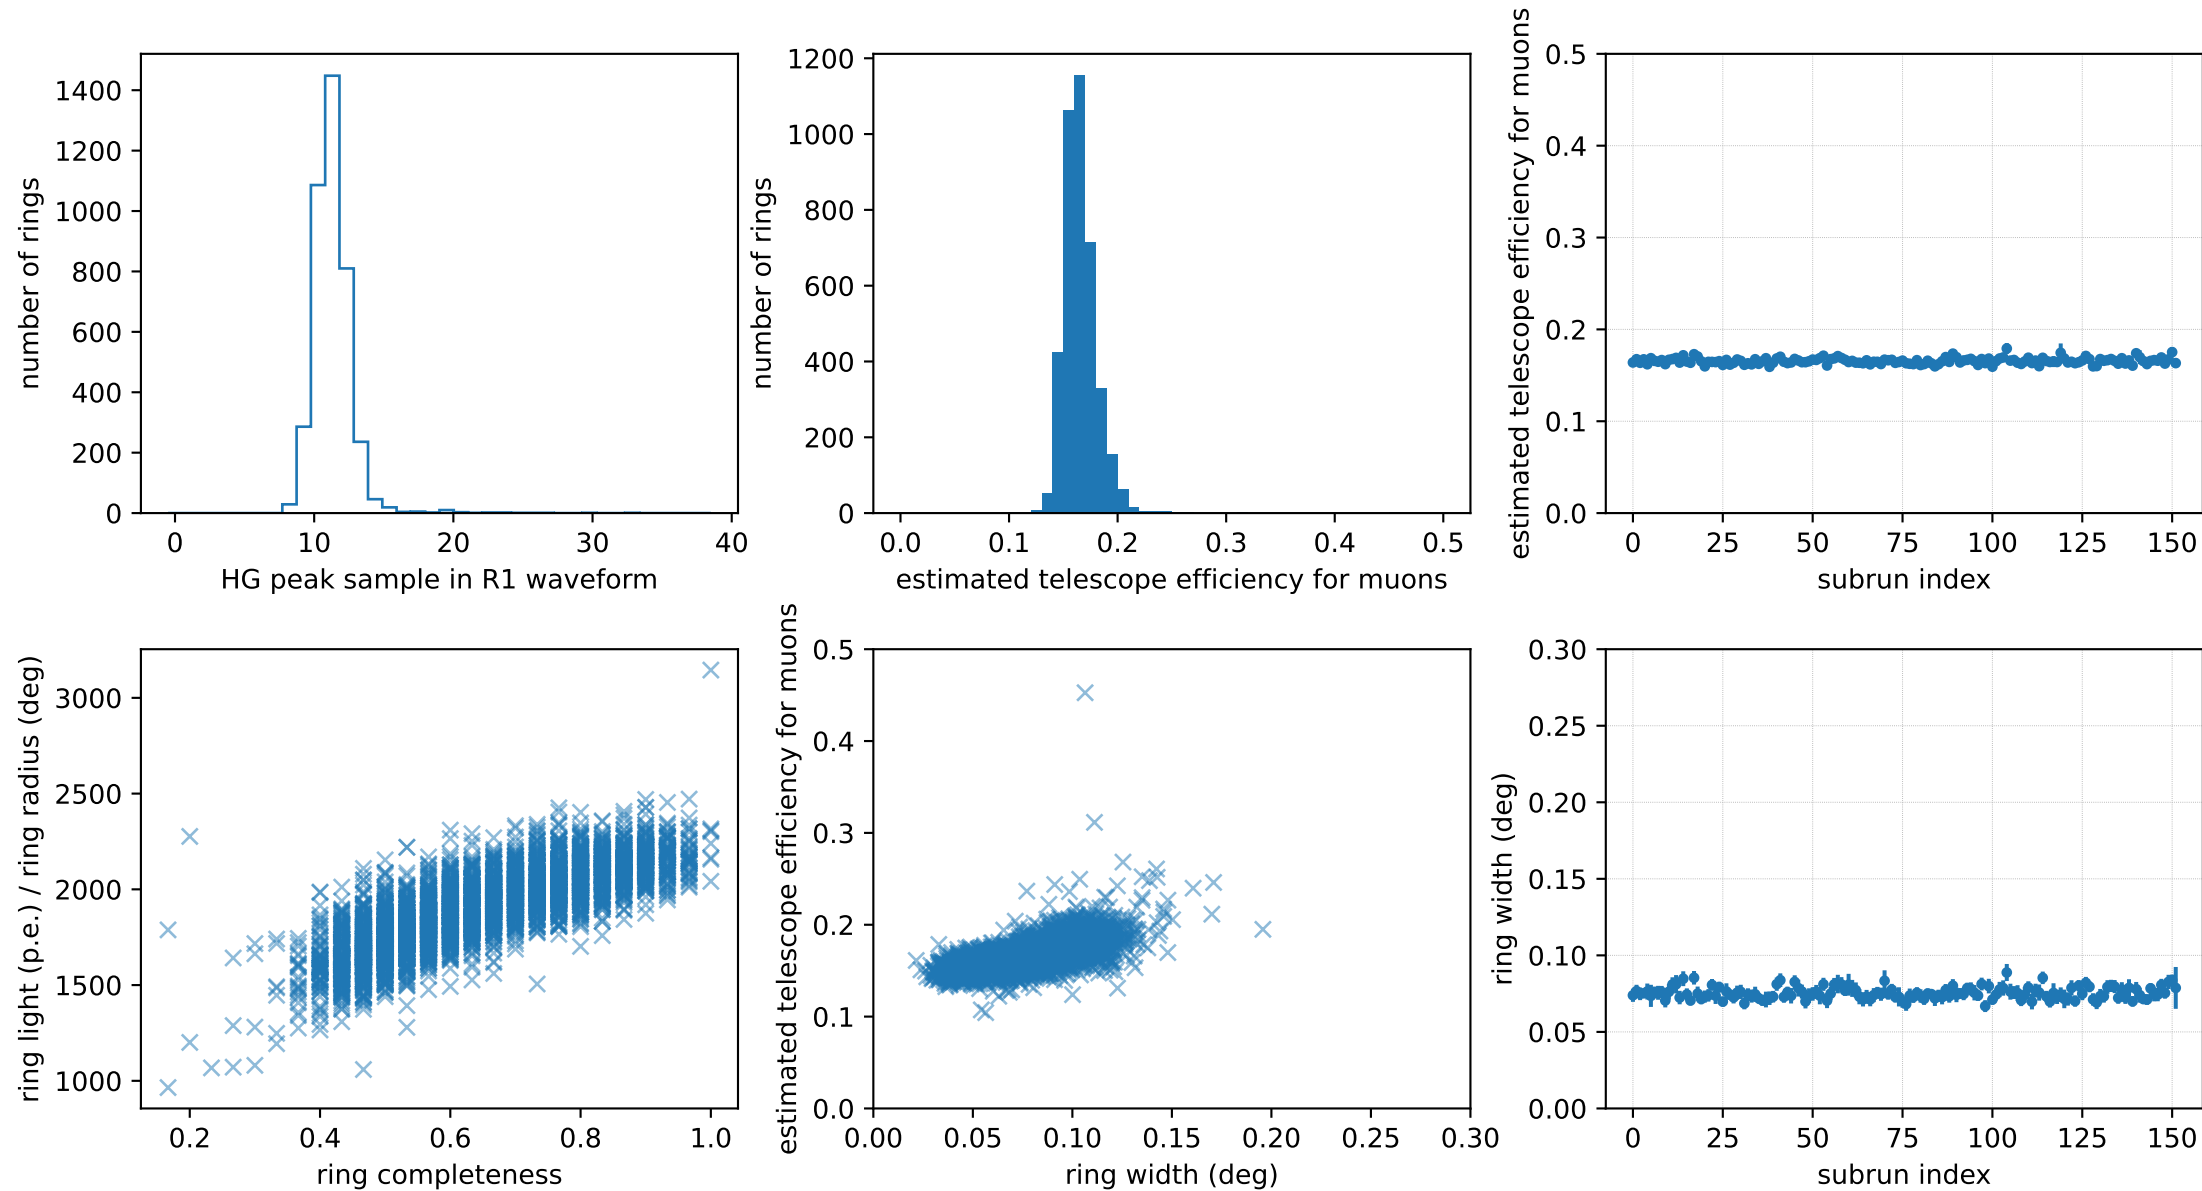 number of rings
1400
1200
1000
800
600
400
200
0
0 10 20 30 40
HG peak sample in R1 waveform
number of rings
1200
1000
800
600
400
200
0
0.0 0.1 0.2 0.3 0.4 0.5
estimated telescope efficiency for muons
estimated telescope efficiency for muons
0.5
0.4
0.3
0.2
0.1
0.0
0 25 50 75 100 125 150
subrun index
ring light (p.e.) / ring radius (deg)
3000
2500
2000
1500
1000
0.2 0.4 0.6 0.8 1.0
ring completeness
estimated telescope efficiency for muons
0.5
0.4
0.3
0.2
0.1
0.0
0.00 0.05 0.10 0.15 0.20 0.25 0.30
ring width (deg)
ring width (deg)
0.30
0.25
0.20
0.15
0.10
0.05
0.00
0 25 50 75 100 125 150
subrun index